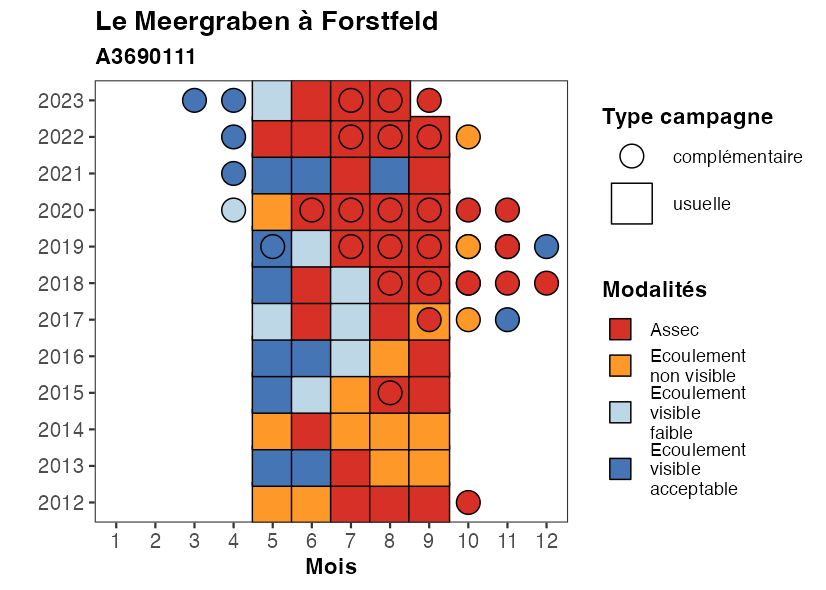 Le Meergraben à Forstfeld
A3690111
2023
2022
2021
2020
2019
2018
2017
2016
2015
2014
2013
2012
1 2 3 4 5 6 7 8 9 10 11 12
Mois
Type campagne
complémentaire
usuelle
Modalités
Assec
Ecoulement
non visible
Ecoulement
visible
faible
Ecoulement
visible
acceptable